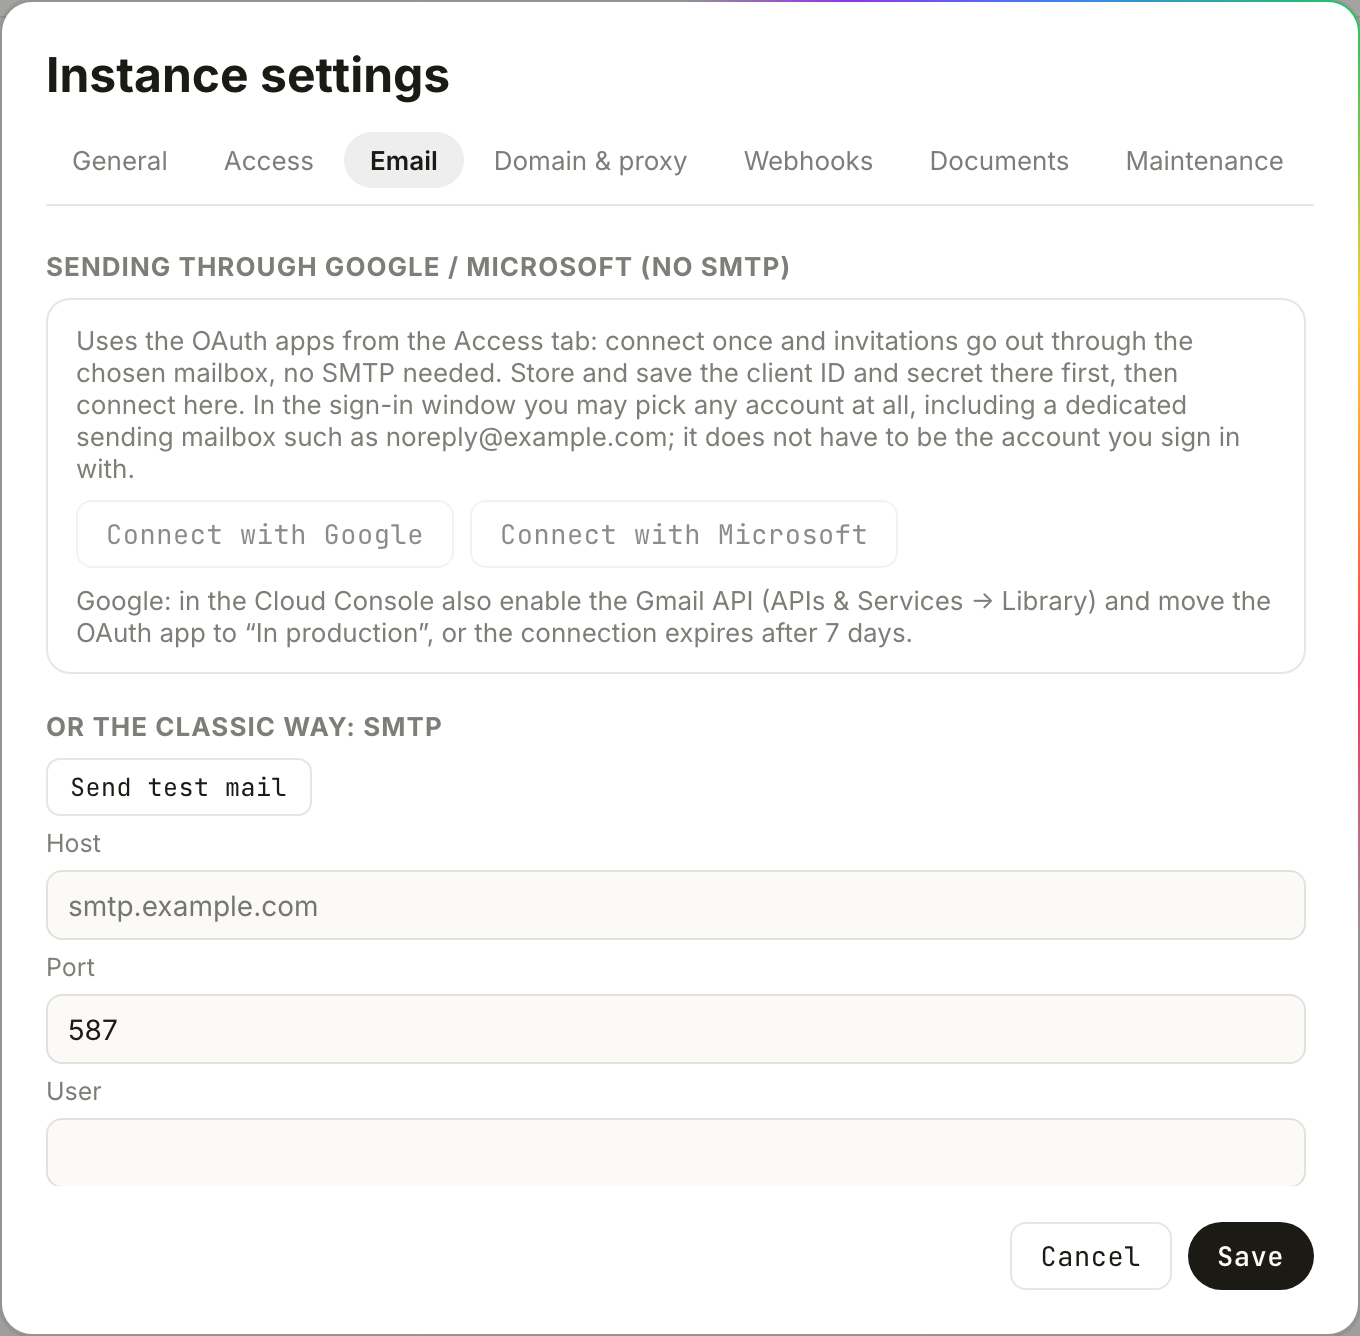 Instance settings
General Access Email Domain & proxy Webhooks Documents Maintenance
SENDING THROUGH GOOGLE / MICROSOFT (NO SMTP)
Uses the OAuth apps from the Access tab: connect once and invitations go out through the
chosen mailbox, no SMTP needed. Store and save the client ID and secret there first, then
connect here. In the sign-in window you may pick any account at all, including a dedicated
sending mailbox such as noreply@example.com; it does not have to be the account you sign in
with.
Connect with Google Connect with Microsoft
Google: in the Cloud Console also enable the Gmail API (APIs & Services → Library) and move the
OAuth app to “In production”, or the connection expires after 7 days.
OR THE CLASSIC WAY: SMTP
Send test mail
Host
smtp.example.com
Port
587
User
Cancel Save